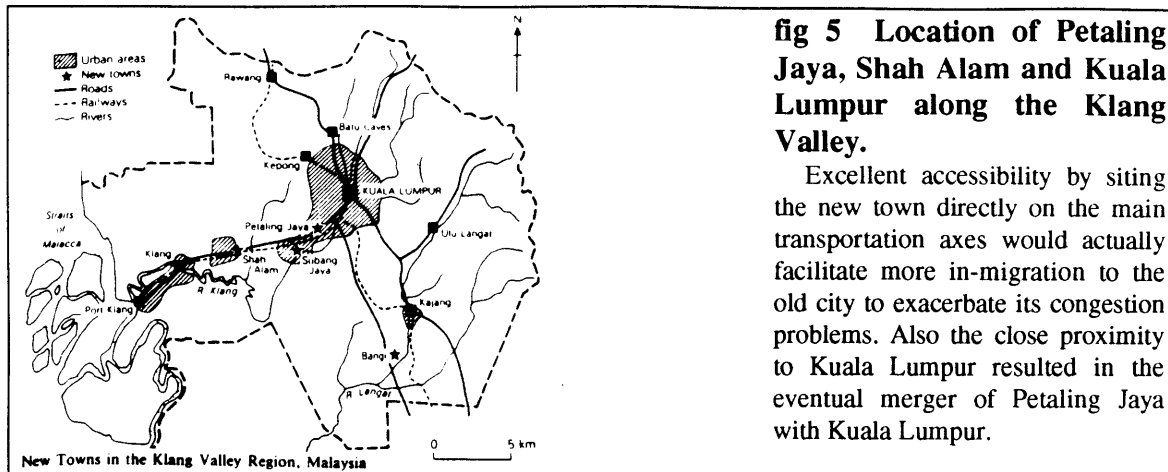 N
Urban areas
New towns
Roads
Railways
Rivers
Rawang
Batu Caves
Kepong
KUALA LUMPUR
Straits
of
Malacca
Petaling Jaya
Ulu Langat
Klang
Shah
Alam
Subang
Jaya
R. Klang
Port Klang
Kajang
Bangi
R. Langat
0 5 km
New Towns in the Klang Valley Region, Malaysia
fig 5 Location of Petaling
Jaya, Shah Alam and Kuala
Lumpur along the Klang
Valley.
Excellent accessibility by siting
the new town directly on the main
transportation axes would actually
facilitate more in-migration to the
old city to exacerbate its congestion
problems. Also the close proximity
to Kuala Lumpur resulted in the
eventual merger of Petaling Jaya
with Kuala Lumpur.